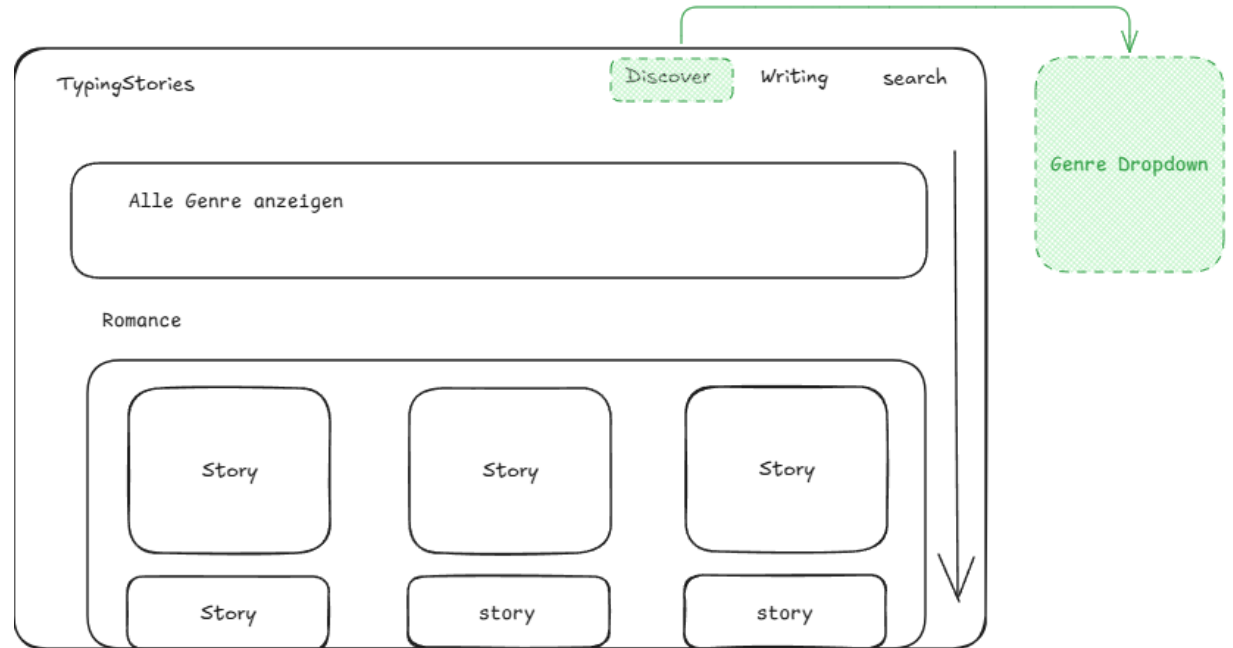 TypingStories
Discover
Writing
search
Genre Dropdown
Alle Genre anzeigen
Romance
Story
Story
Story
Story
story
story